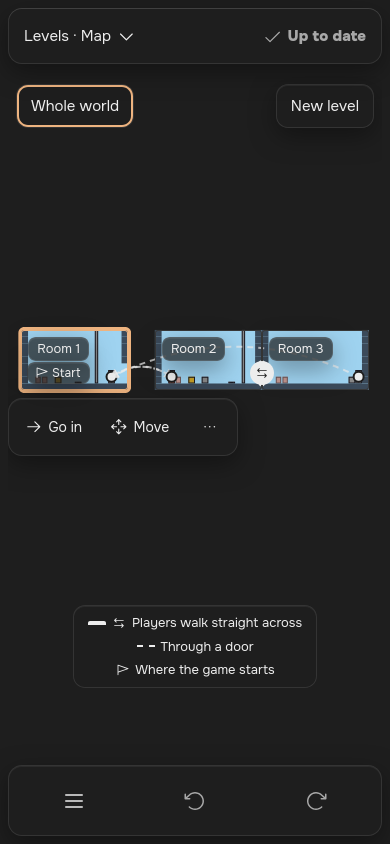 Levels · Map
Up to date
Whole world
New level
Room 1
Start
Room 2
Room 3
Go in
Move
Players walk straight across
Through a door
Where the game starts